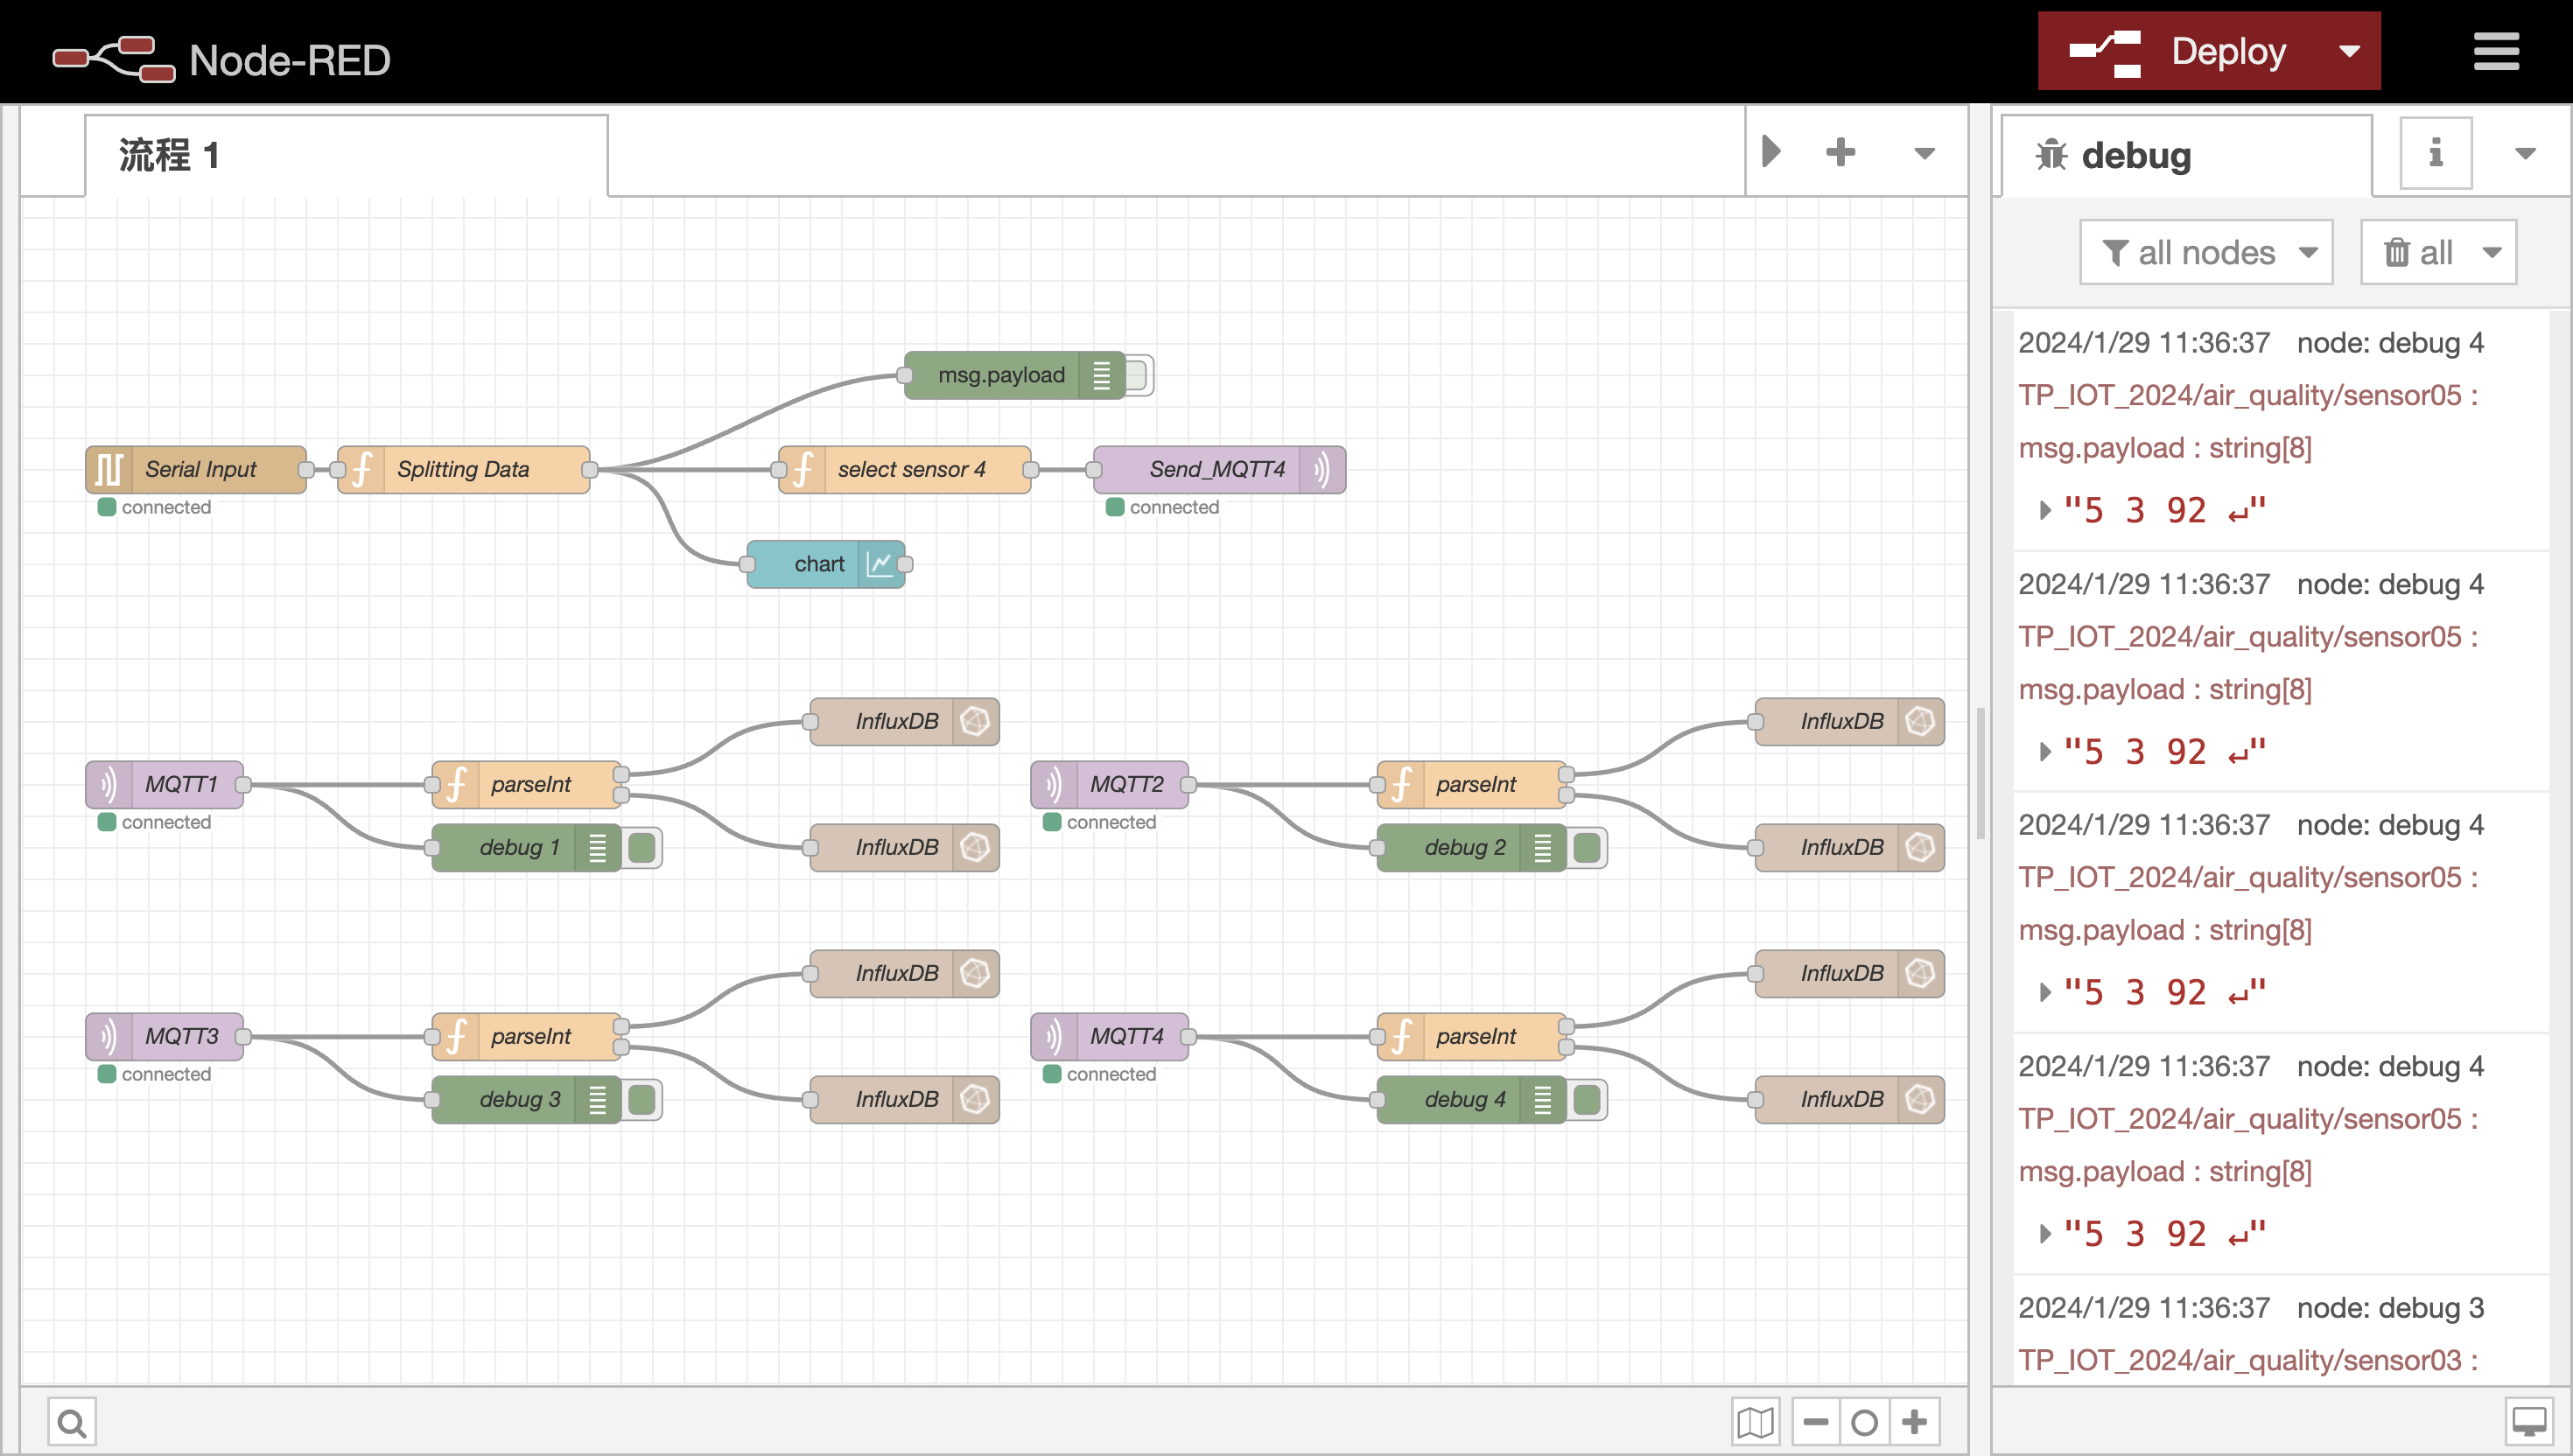 Node-RED
Deploy
流程 1
debug
i
all nodes
all
msg.payload
Serial Input
connected
Splitting Data
select sensor 4
Send_MQTT4
connected
chart
InfluxDB
MQTT1
connected
parseInt
debug 1
InfluxDB
InfluxDB
MQTT2
connected
parseInt
debug 2
InfluxDB
InfluxDB
MQTT3
connected
parseInt
debug 3
InfluxDB
InfluxDB
MQTT4
connected
parseInt
debug 4
InfluxDB
2024/1/29 11:36:37 node: debug 4
TP_IOT_2024/air_quality/sensor05 :
msg.payload : string[8]
"5 3 92 ↵"
2024/1/29 11:36:37 node: debug 4
TP_IOT_2024/air_quality/sensor05 :
msg.payload : string[8]
"5 3 92 ↵"
2024/1/29 11:36:37 node: debug 4
TP_IOT_2024/air_quality/sensor05 :
msg.payload : string[8]
"5 3 92 ↵"
2024/1/29 11:36:37 node: debug 4
TP_IOT_2024/air_quality/sensor05 :
msg.payload : string[8]
"5 3 92 ↵"
2024/1/29 11:36:37 node: debug 3
TP_IOT_2024/air_quality/sensor03 :